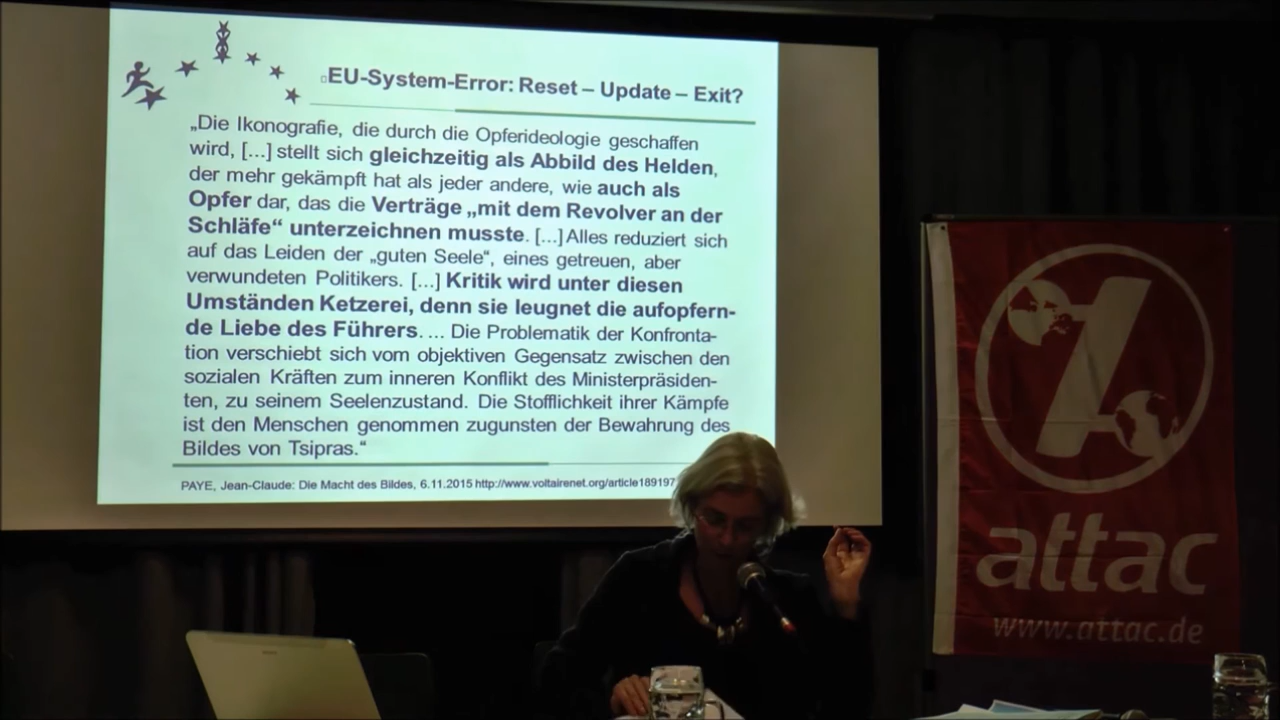 EU-System-Error: Reset – Update – Exit?
„Die Ikonografie, die durch die Opferideologie geschaffen
wird, [...] stellt sich gleichzeitig als Abbild des Helden,
der mehr gekämpft hat als jeder andere, wie auch als
Opfer dar, das die Verträge „mit dem Revolver an der
Schläfe“ unterzeichnen musste. [...] Alles reduziert sich
auf das Leiden der „guten Seele“, eines getreuen, aber
verwundeten Politikers. [...] Kritik wird unter diesen
Umständen Ketzerei, denn sie leugnet die aufopfern-
de Liebe des Führers. ... Die Problematik der Konfronta-
tion verschiebt sich vom objektiven Gegensatz zwischen den
sozialen Kräften zum inneren Konflikt des Ministerpräsiden-
ten, zu seinem Seelenzustand. Die Stofflichkeit ihrer Kämpfe
ist den Menschen genommen zugunsten der Bewahrung des
Bildes von Tsipras.“
PAYE, Jean-Claude: Die Macht des Bildes, 6.11.2015 http://www.voltairenet.org/article189197
attac
www.attac.de